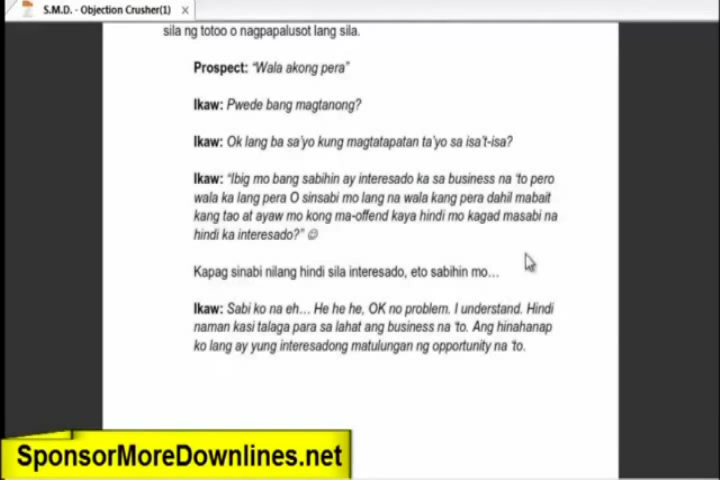 S.M.D. - Objection Crusher(1)
sila ng totoo o nagpapalusot lang sila.
Prospect: “Wala akong pera”
Ikaw: Pwede bang magtanong?
Ikaw: Ok lang ba sa’yo kung magtatapatan ta’yo sa isa’t-isa?
Ikaw: “Ibig mo bang sabihin ay interesado ka sa business na ‘to pero
wala ka lang pera O sinsabi mo lang na wala kang pera dahil mabait
kang tao at ayaw mo kong ma-offend kaya hindi mo kagad masabi na
hindi ka interesado?” ☺
Kapag sinabi nilang hindi sila interesado, eto sabihin mo...
Ikaw: Sabi ko na eh... He he he, OK no problem. I understand. Hindi
naman kasi talaga para sa lahat ang business na ‘to. Ang hinahanap
ko lang ay yung interesadong matulungan ng opportunity na ‘to.
SponsorMoreDownlines.net